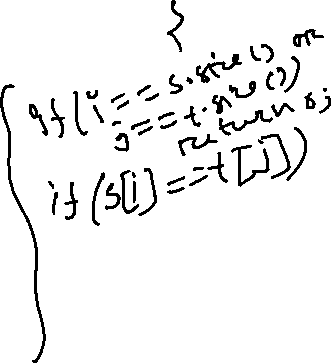 }
if(i==s.size() or
j==t.size())
return 0;
if(s[i]==t[j])
{